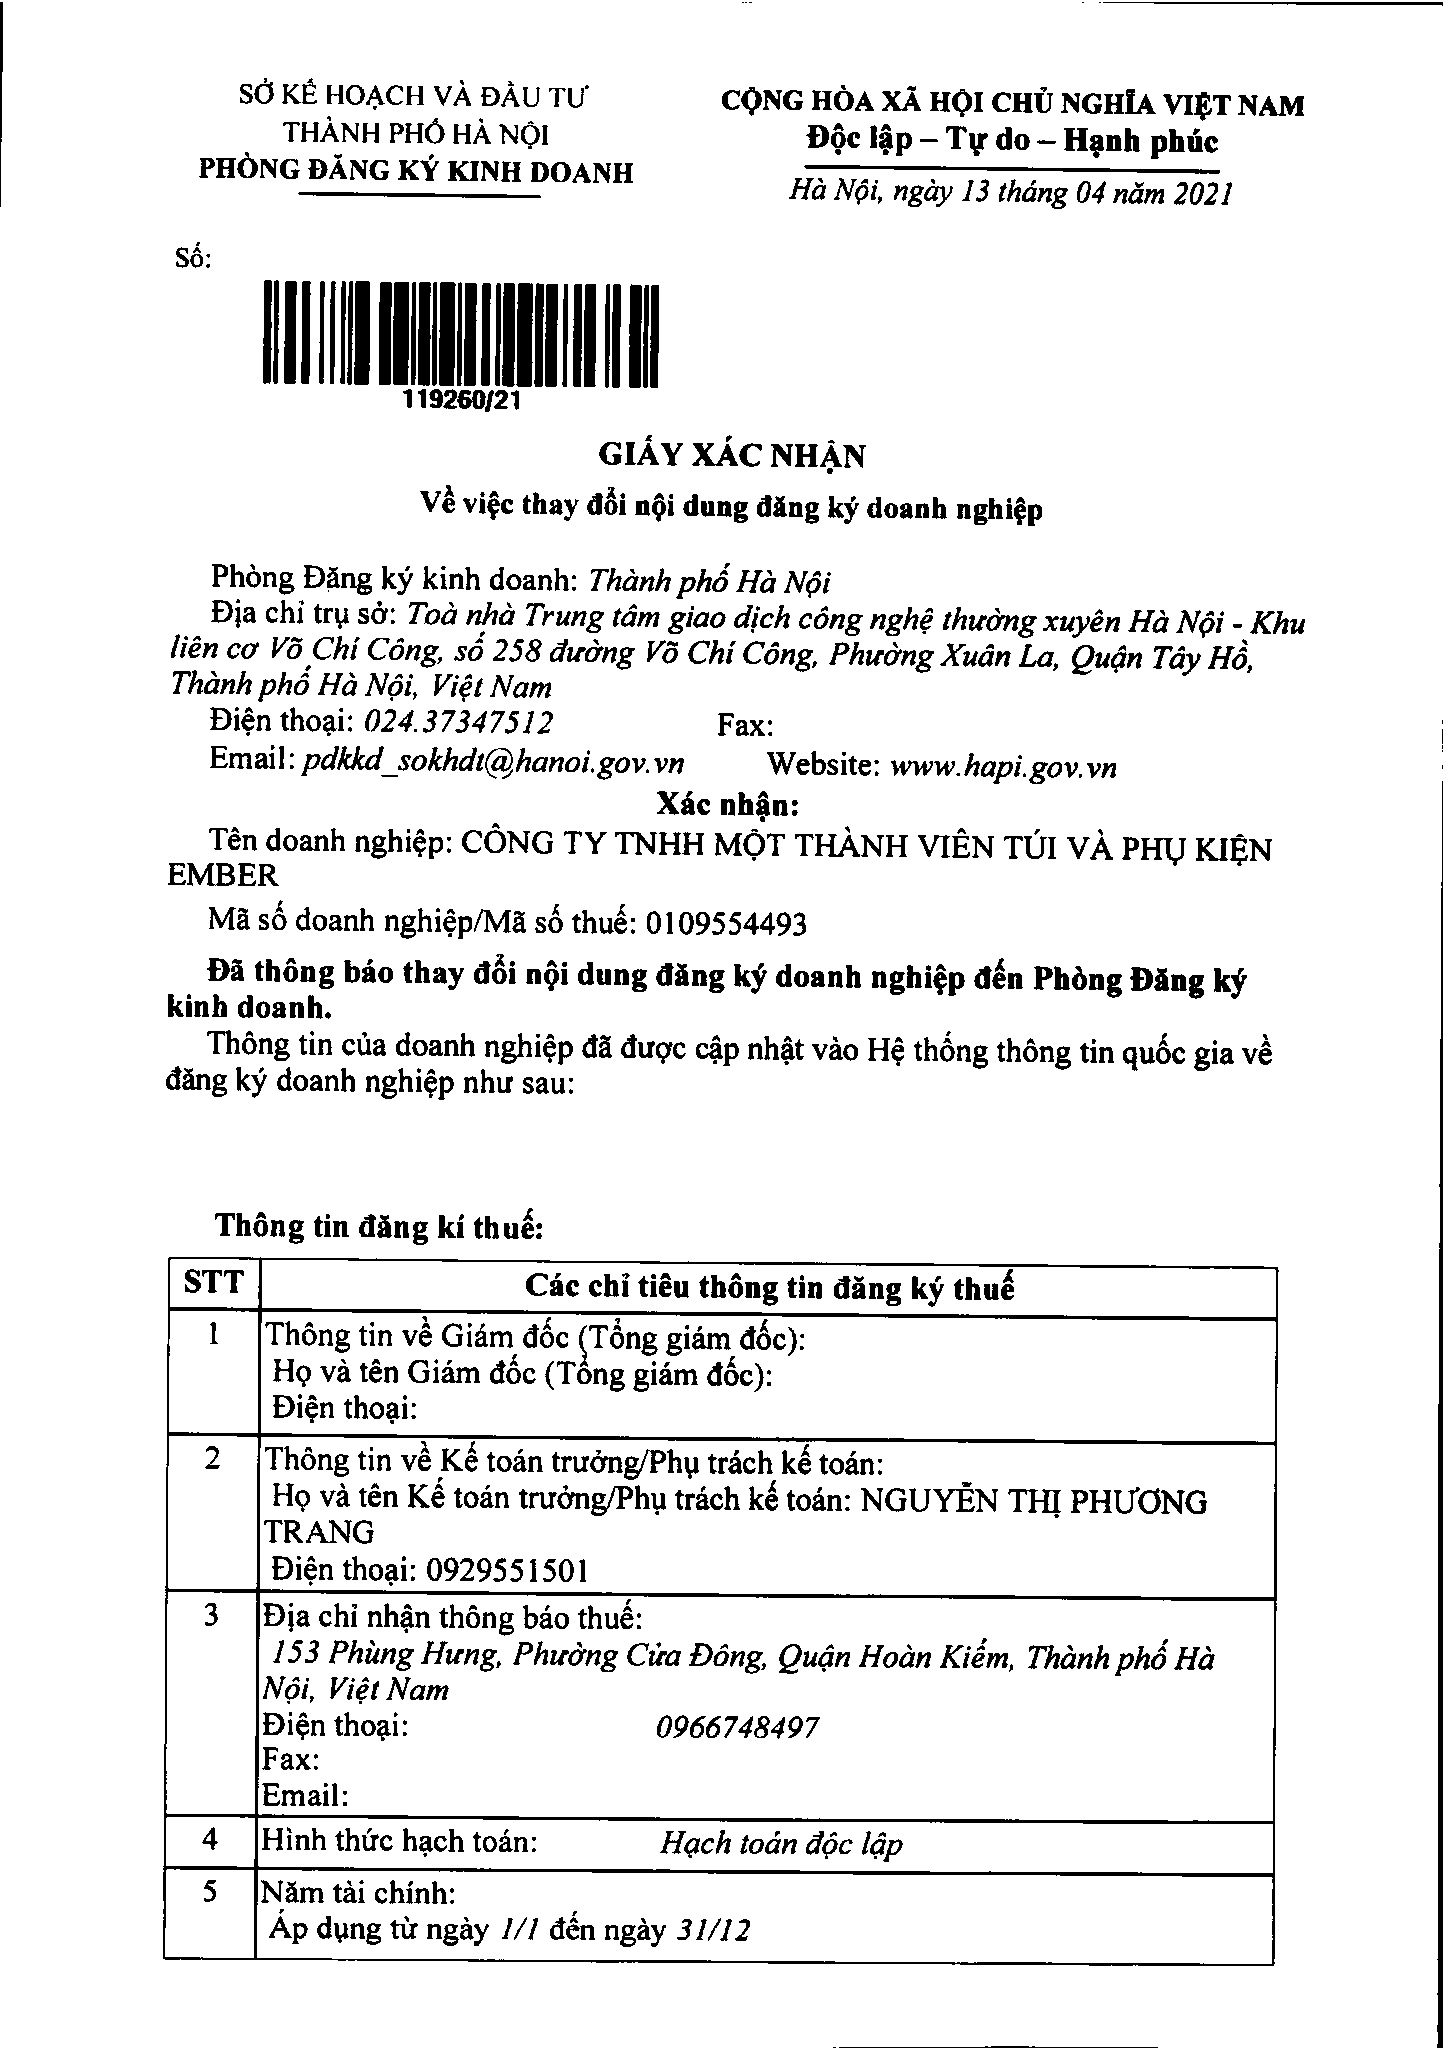 SỞ KẾ HOẠCH VÀ ĐẦU TƯ
THÀNH PHỐ HÀ NỘI
PHÒNG ĐĂNG KÝ KINH DOANH
CỘNG HÒA XÃ HỘI CHỦ NGHĨA VIỆT NAM
Độc lập – Tự do – Hạnh phúc
Hà Nội, ngày 13 tháng 04 năm 2021
Số:
119260/21
GIẤY XÁC NHẬN
Về việc thay đổi nội dung đăng ký doanh nghiệp
Phòng Đăng ký kinh doanh: Thành phố Hà Nội
Địa chỉ trụ sở: Toà nhà Trung tâm giao dịch công nghệ thường xuyên Hà Nội - Khu
liên cơ Võ Chí Công, số 258 đường Võ Chí Công, Phường Xuân La, Quận Tây Hồ,
Thành phố Hà Nội, Việt Nam
Điện thoại: 024.37347512 Fax:
Email: pdkkd_sokhdt@hanoi.gov.vn Website: www.hapi.gov.vn
Xác nhận:
Tên doanh nghiệp: CÔNG TY TNHH MỘT THÀNH VIÊN TÚI VÀ PHỤ KIỆN
EMBER
Mã số doanh nghiệp/Mã số thuế: 0109554493
Đã thông báo thay đổi nội dung đăng ký doanh nghiệp đến Phòng Đăng ký
kinh doanh.
Thông tin của doanh nghiệp đã được cập nhật vào Hệ thống thông tin quốc gia về
đăng ký doanh nghiệp như sau:
Thông tin đăng kí thuế:
STT Các chỉ tiêu thông tin đăng ký thuế
1 Thông tin về Giám đốc (Tổng giám đốc):
Họ và tên Giám đốc (Tổng giám đốc):
Điện thoại:
2 Thông tin về Kế toán trưởng/Phụ trách kế toán:
Họ và tên Kế toán trưởng/Phụ trách kế toán: NGUYỄN THỊ PHƯƠNG
TRANG
Điện thoại: 0929551501
3 Địa chỉ nhận thông báo thuế:
153 Phùng Hưng, Phường Cửa Đông, Quận Hoàn Kiếm, Thành phố Hà
Nội, Việt Nam
Điện thoại: 0966748497
Fax:
Email:
4 Hình thức hạch toán: Hạch toán độc lập
5 Năm tài chính:
Áp dụng từ ngày 1/1 đến ngày 31/12